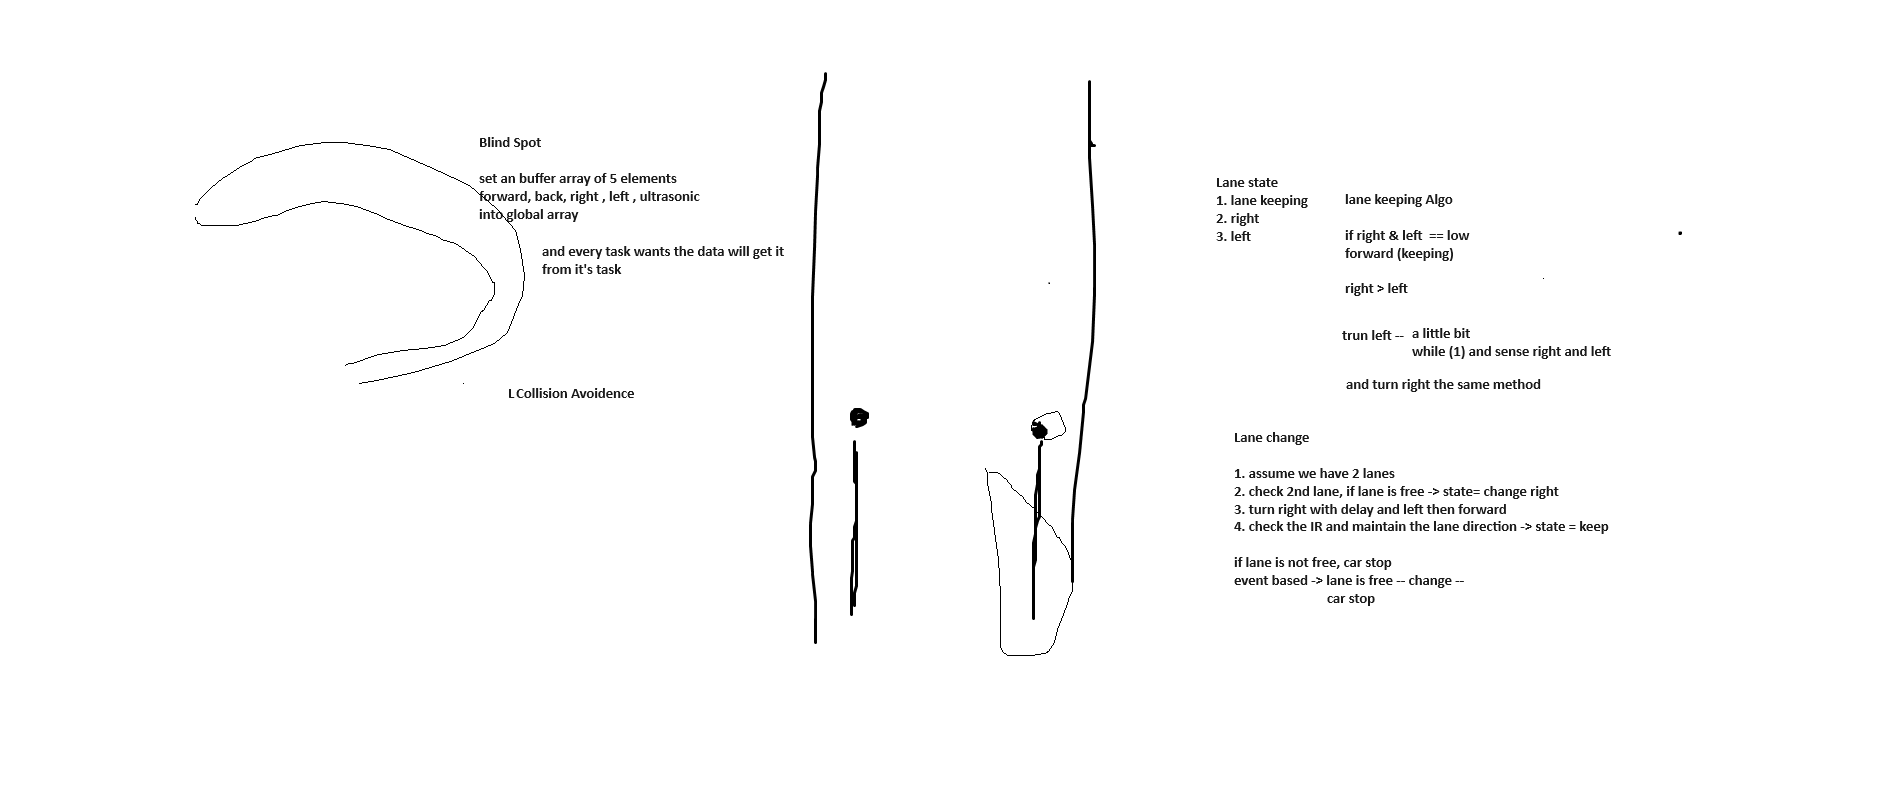 Blind Spot
set an buffer array of 5 elements
forward, back, right , left , ultrasonic
into global array
and every task wants the data will get it
from it's task
L Collision Avoidence
Lane state
1. lane keeping
2. right
3. left
lane keeping Algo
if right & left == low
forward (keeping)
right > left
trun left -- a little bit
while (1) and sense right and left
and turn right the same method
Lane change
1. assume we have 2 lanes
2. check 2nd lane, if lane is free -> state= change right
3. turn right with delay and left then forward
4. check the IR and maintain the lane direction -> state = keep
if lane is not free, car stop
event based -> lane is free -- change --
car stop